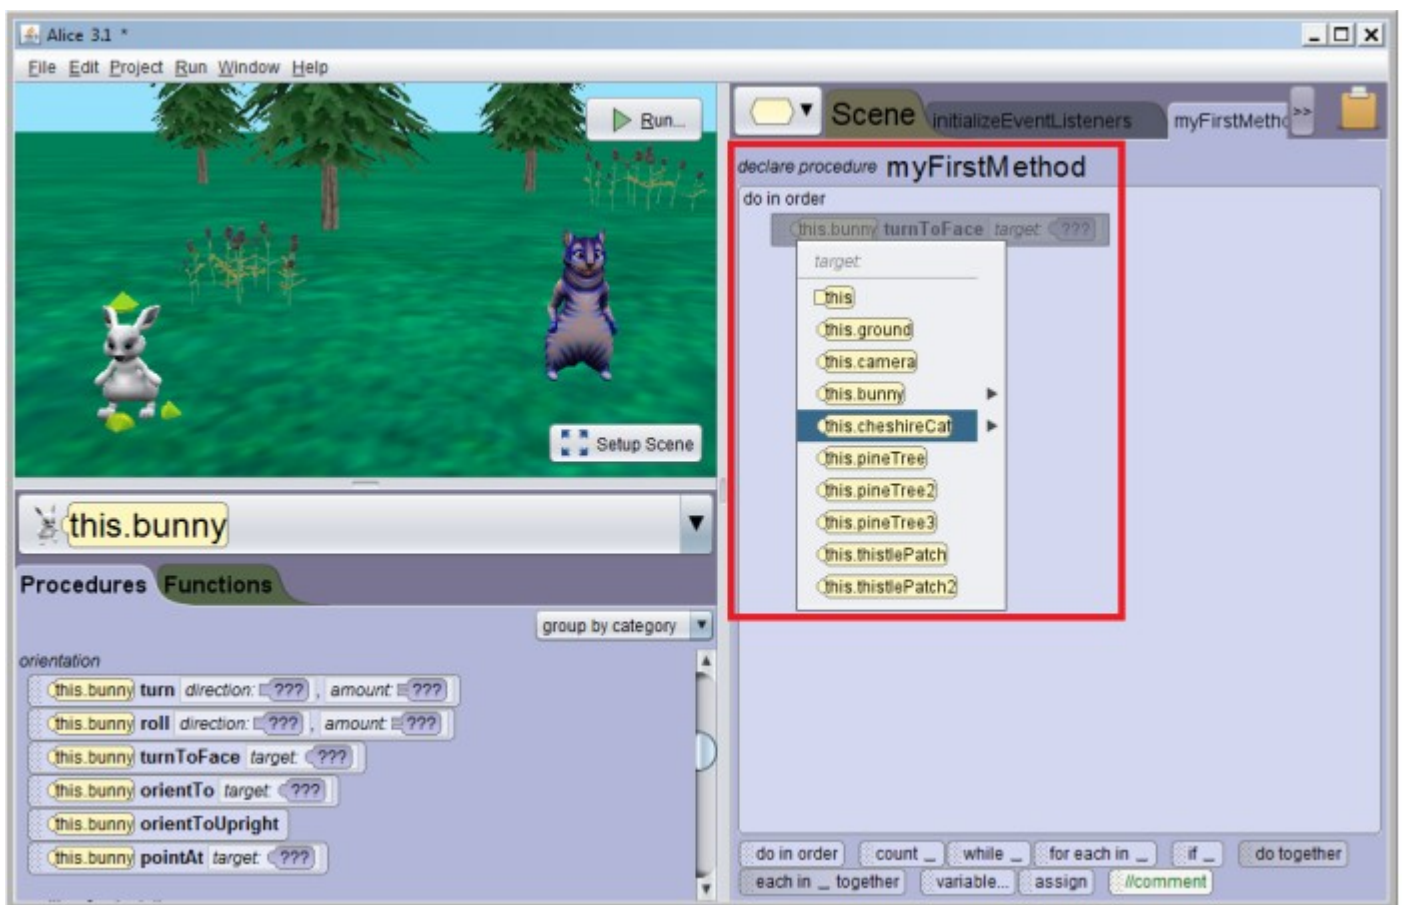 Alice 3.1 *
File Edit Project Run Window Help
Run...
Setup Scene
this.bunny
Procedures Functions
group by category
orientation
this.bunny turn direction: ??? , amount: ???
this.bunny roll direction: ??? , amount: ???
this.bunny turnToFace target: ???
this.bunny orientTo target: ???
this.bunny orientToUpright
this.bunny pointAt target: ???
Scene initializeEventListeners myFirstMetho >>
declare procedure myFirstMethod
do in order
this.bunny turnToFace target: ???
target:
this
this.ground
this.camera
this.bunny
this.cheshireCat
this.pineTree
this.pineTree2
this.pineTree3
this.thistlePatch
this.thistlePatch2
do in order count _ while _ for each in _ if _ do together
each in _ together variable... assign //comment